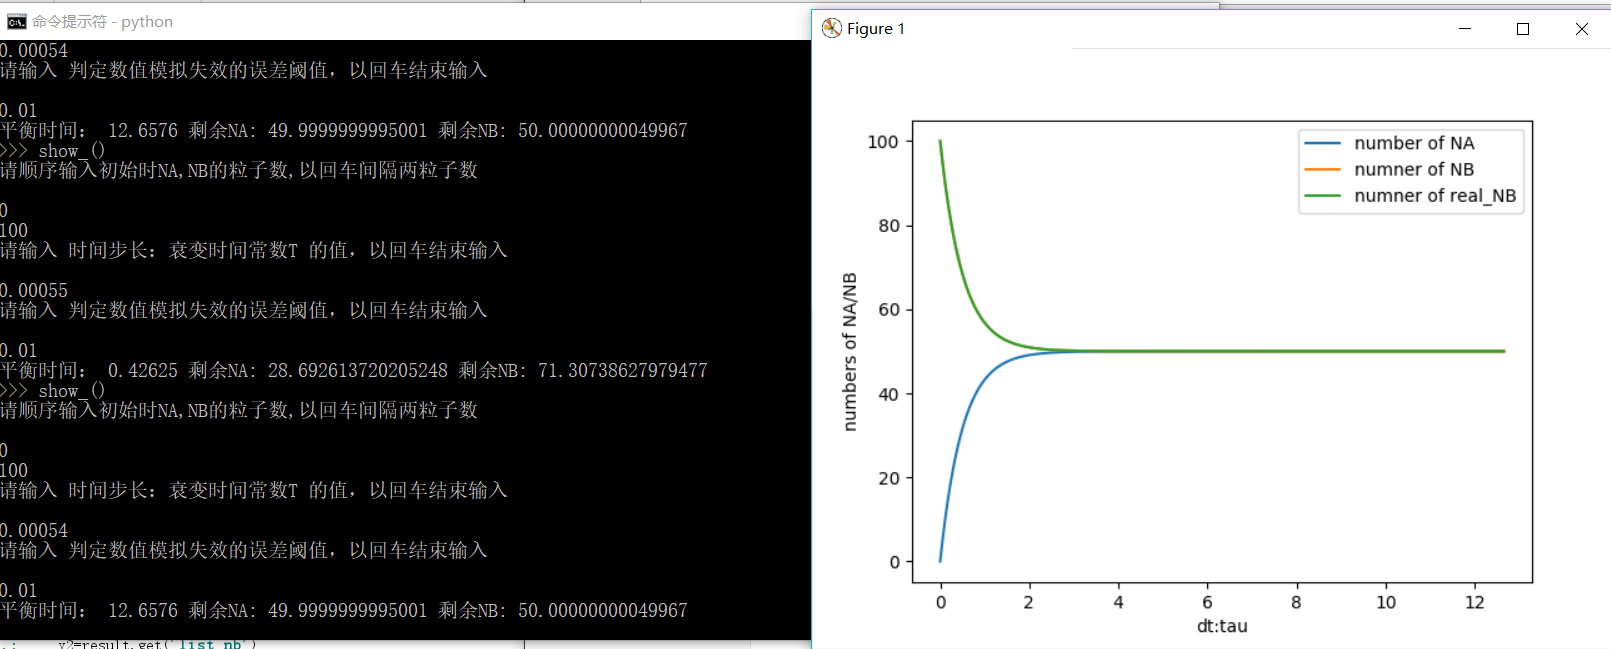 命令提示符 - python
0.00054
请输入 判定数值模拟失效的误差阈值，以回车结束输入
0.01
平衡时间： 12.6576 剩余NA: 49.9999999995001 剩余NB: 50.00000000049967
>>> show_()
请顺序输入初始时NA,NB的粒子数,以回车间隔两粒子数
0
100
请输入 时间步长：衰变时间常数T 的值，以回车结束输入
0.00055
请输入 判定数值模拟失效的误差阈值，以回车结束输入
0.01
平衡时间： 0.42625 剩余NA: 28.692613720205248 剩余NB: 71.30738627979477
>>> show_()
请顺序输入初始时NA,NB的粒子数,以回车间隔两粒子数
0
100
请输入 时间步长：衰变时间常数T 的值，以回车结束输入
0.00054
请输入 判定数值模拟失效的误差阈值，以回车结束输入
0.01
平衡时间： 12.6576 剩余NA: 49.9999999995001 剩余NB: 50.00000000049967
y2=result.get('list_nb')
Figure 1
number of NA
numner of NB
numner of real_NB
numbers of NA/NB
100
80
60
40
20
0
0 2 4 6 8 10 12
dt:tau